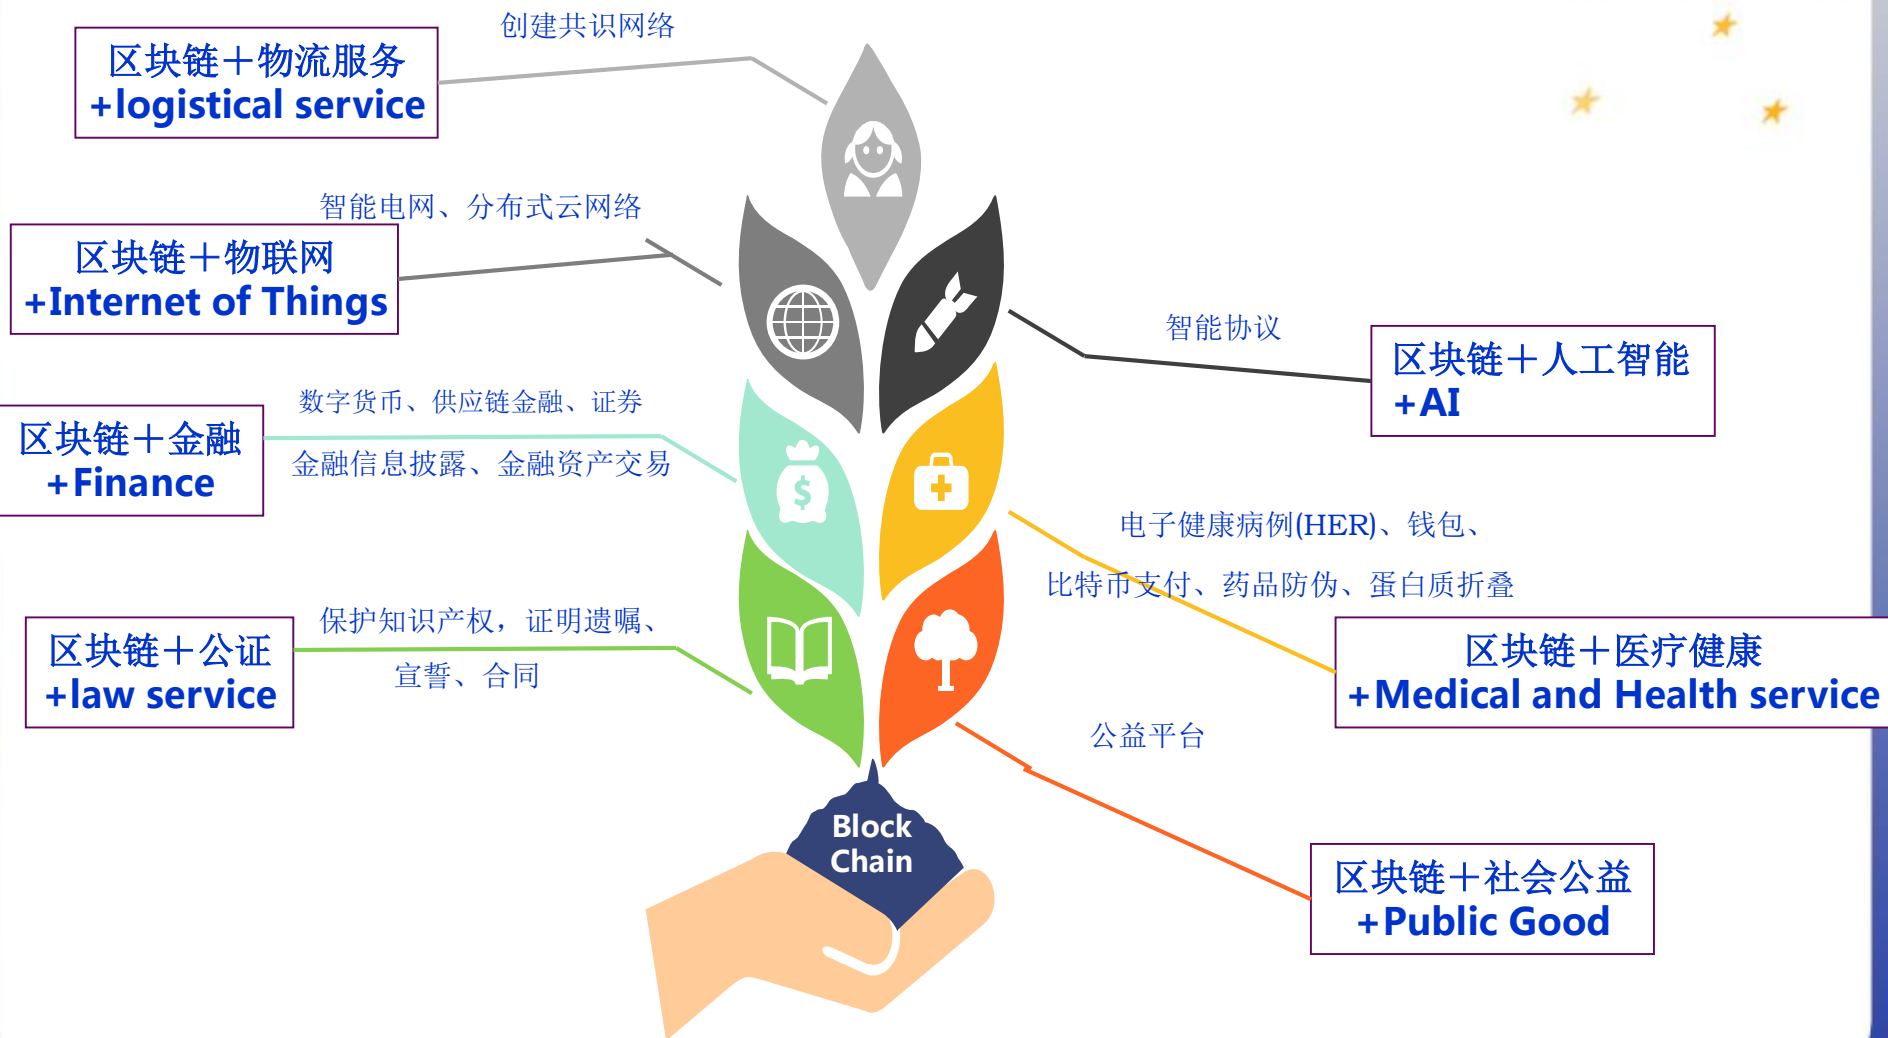 创建共识网络
区块链＋物流服务
+logistical service
智能电网、分布式云网络
区块链＋物联网
+Internet of Things
智能协议
区块链＋人工智能
+AI
数字货币、供应链金融、证券
区块链＋金融
+Finance
金融信息披露、金融资产交易
$
电子健康病例(HER)、钱包、
比特币支付、药品防伪、蛋白质折叠
区块链＋医疗健康
+Medical and Health service
保护知识产权，证明遗嘱、
宣誓、合同
区块链＋公证
+law service
公益平台
区块链＋社会公益
+Public Good
Block
Chain